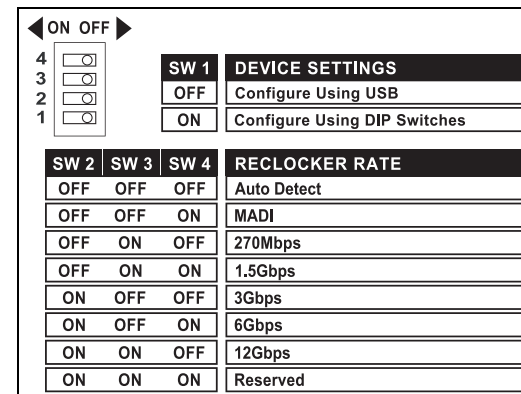 ON OFF
4
3
2
1
SW 1 DEVICE SETTINGS
OFF Configure Using USB
ON Configure Using DIP Switches
SW 2 SW 3 SW 4 RECLOCKER RATE
OFF OFF OFF Auto Detect
OFF OFF ON MADI
OFF ON OFF 270Mbps
OFF ON ON 1.5Gbps
ON OFF OFF 3Gbps
ON OFF ON 6Gbps
ON ON OFF 12Gbps
ON ON ON Reserved